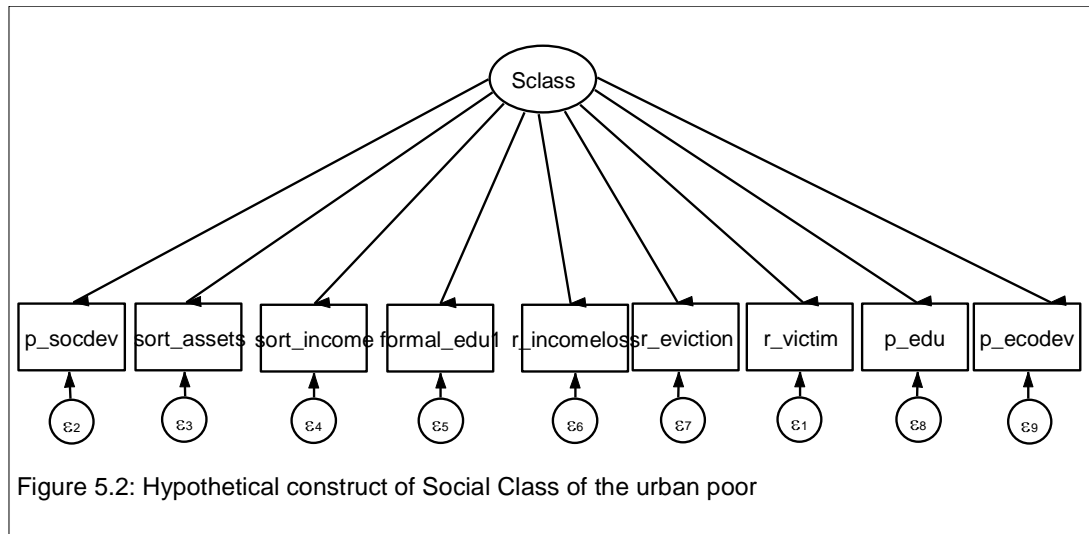 Sclass
p_socdev sort_assets sort_income formal_edu1 r_incomeloss r_eviction r_victim p_edu p_ecodev
ε2 ε3 ε4 ε5 ε6 ε7 ε1 ε8 ε9
Figure 5.2: Hypothetical construct of Social Class of the urban poor